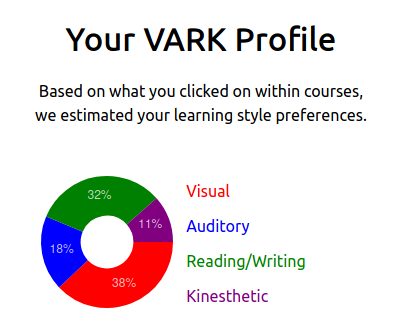 Your VARK Profile
Based on what you clicked on within courses,
we estimated your learning style preferences.
32%
11%
18%
38%
Visual
Auditory
Reading/Writing
Kinesthetic